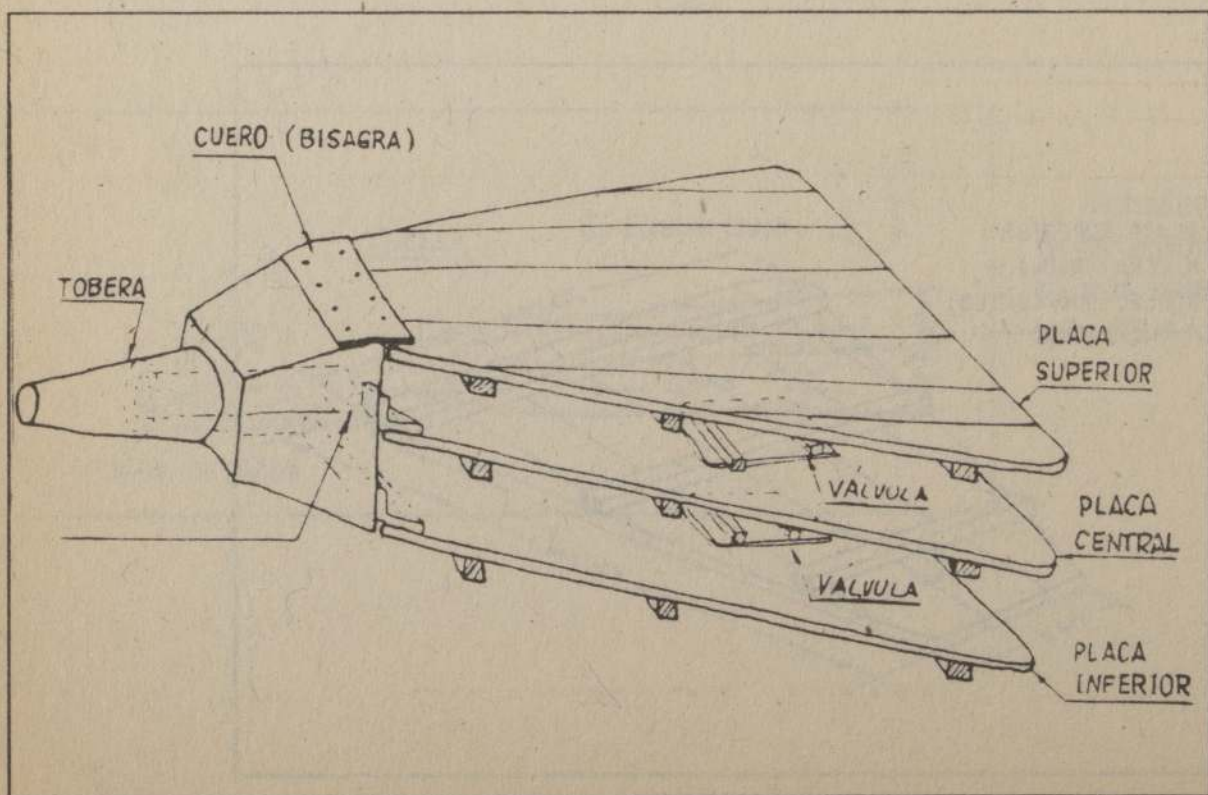 CUERO (BISAGRA)
TOBERA
PLACA
SUPERIOR
VALVULA
PLACA
CENTRAL
VALVULA
PLACA
INFERIOR